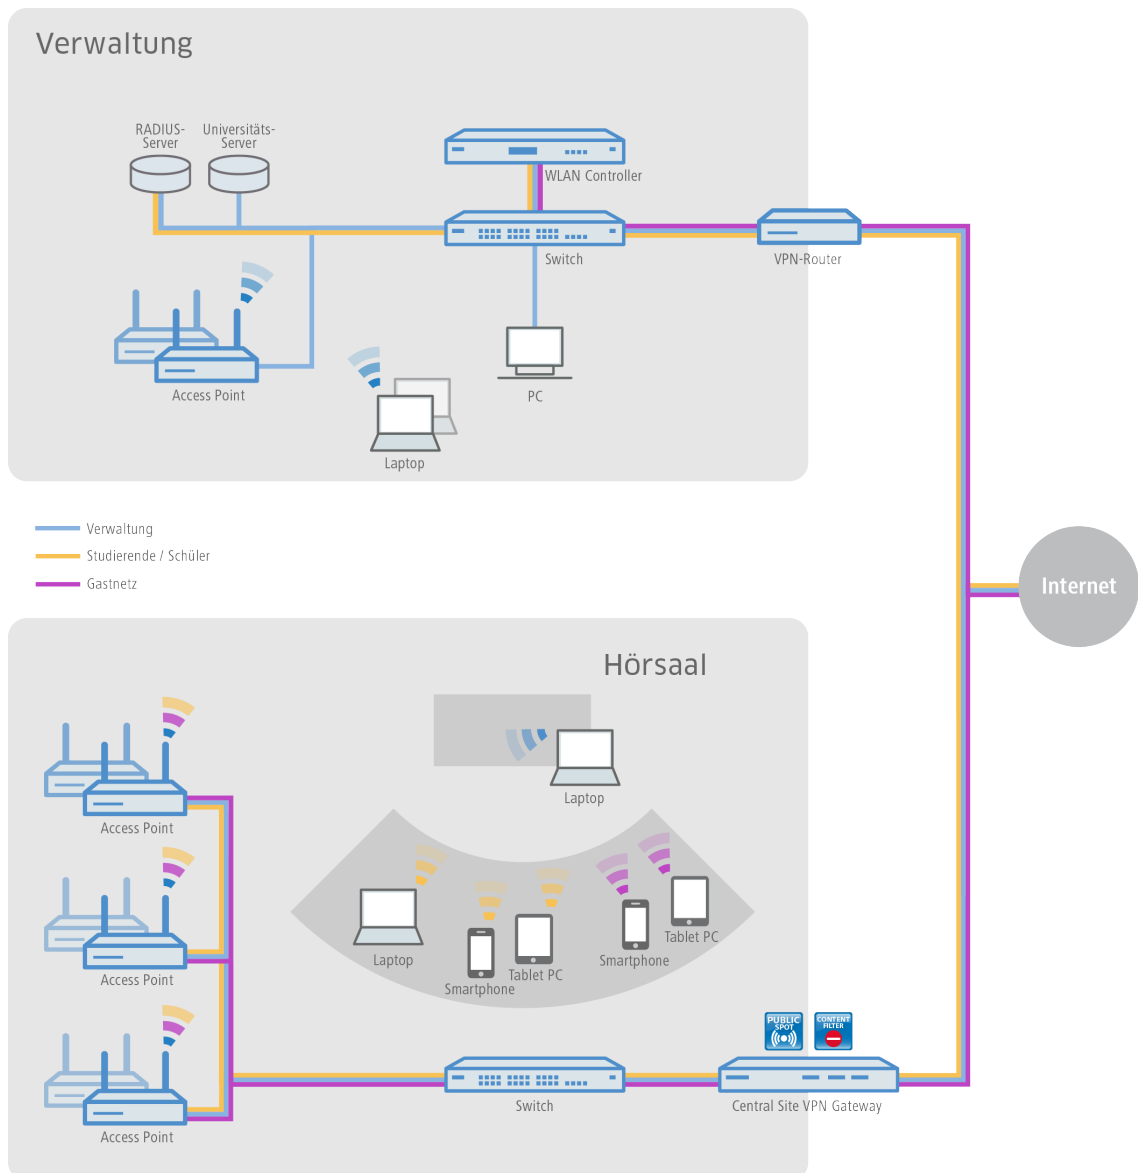 Verwaltung
RADIUS-
Server
Universitäts-
Server
WLAN Controller
Switch
VPN-Router
Access Point
PC
Laptop
Verwaltung
Studierende / Schüler
Gastnetz
Internet
Hörsaal
Laptop
Access Point
Laptop
Smartphone
Tablet PC
Smartphone
Tablet PC
Access Point
PUBLIC
SPOT
CONTENT
FILTER
Switch
Central Site VPN Gateway
Access Point